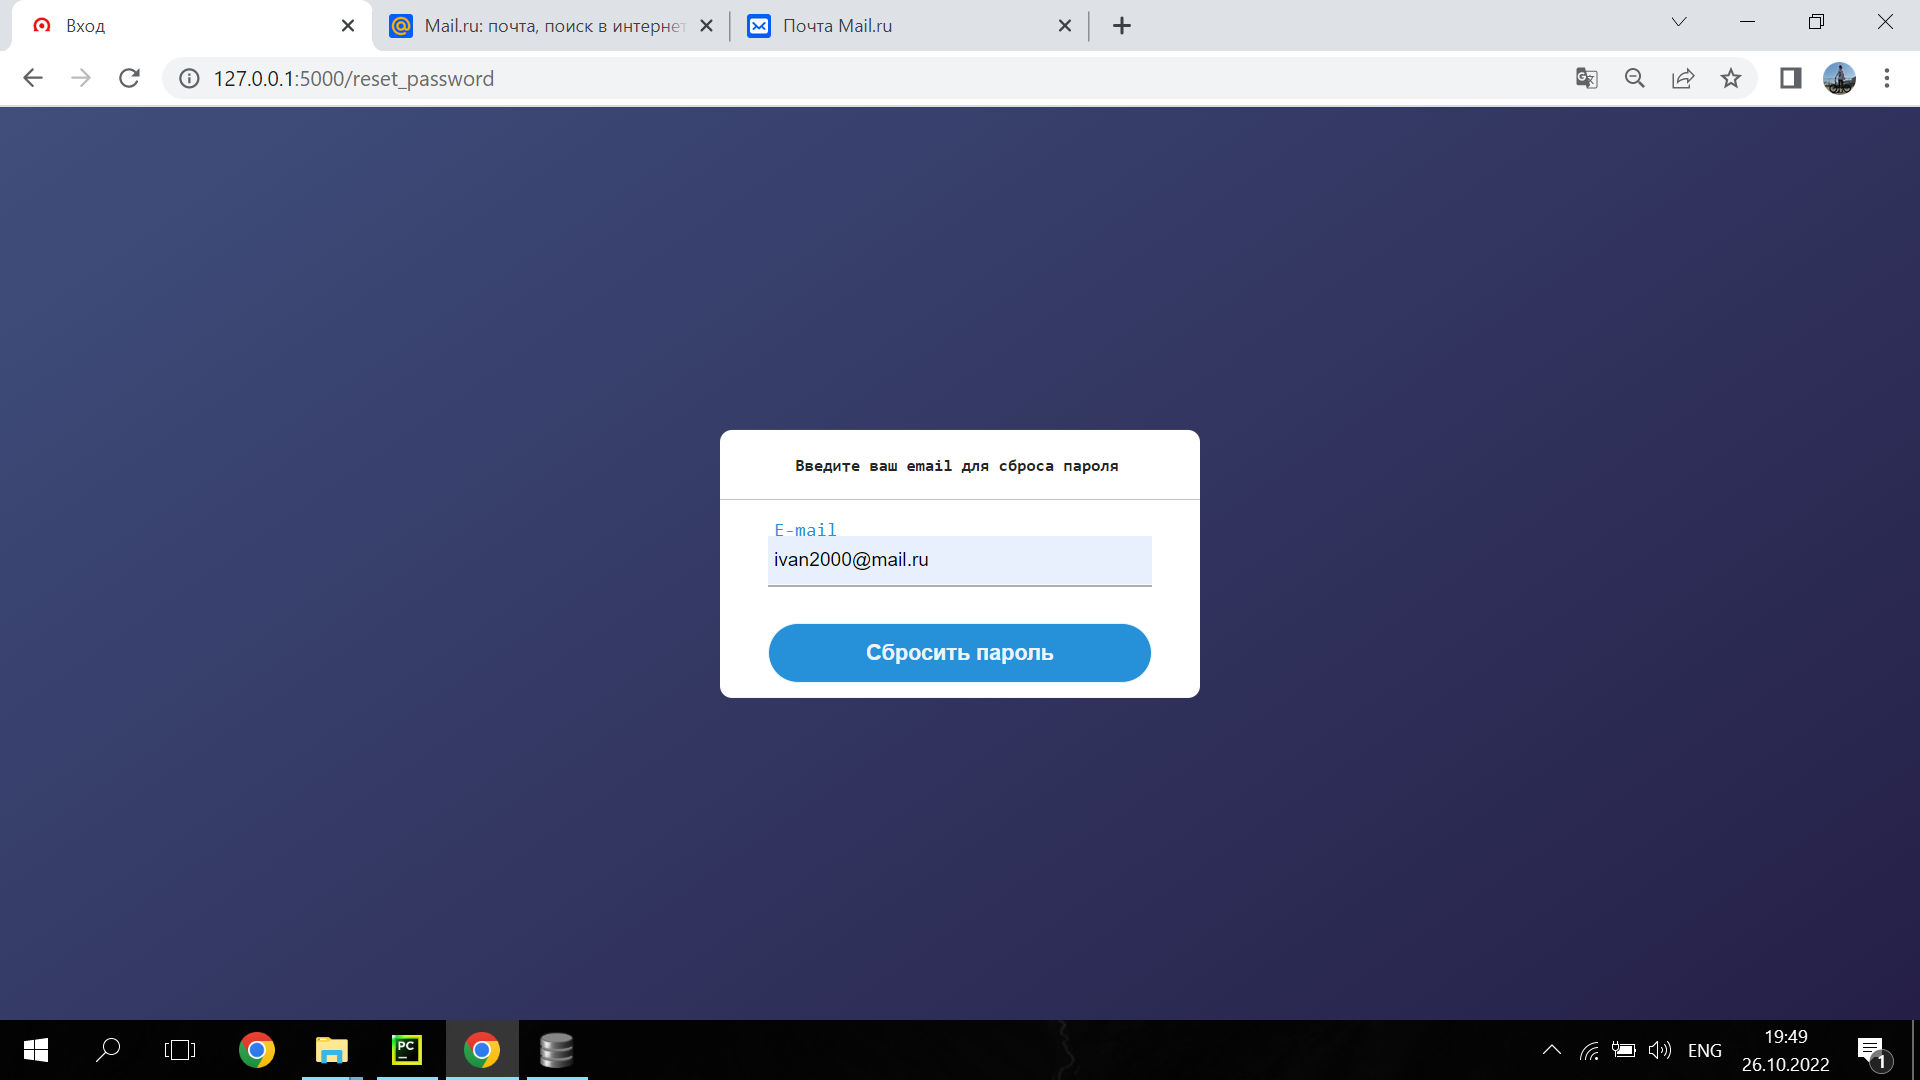 Вход
Mail.ru: почта, поиск в интернет
Почта Mail.ru
127.0.0.1:5000/reset_password
Введите ваш email для сброса пароля
E-mail
ivan2000@mail.ru
Сбросить пароль
PC
ENG
19:49
26.10.2022
1